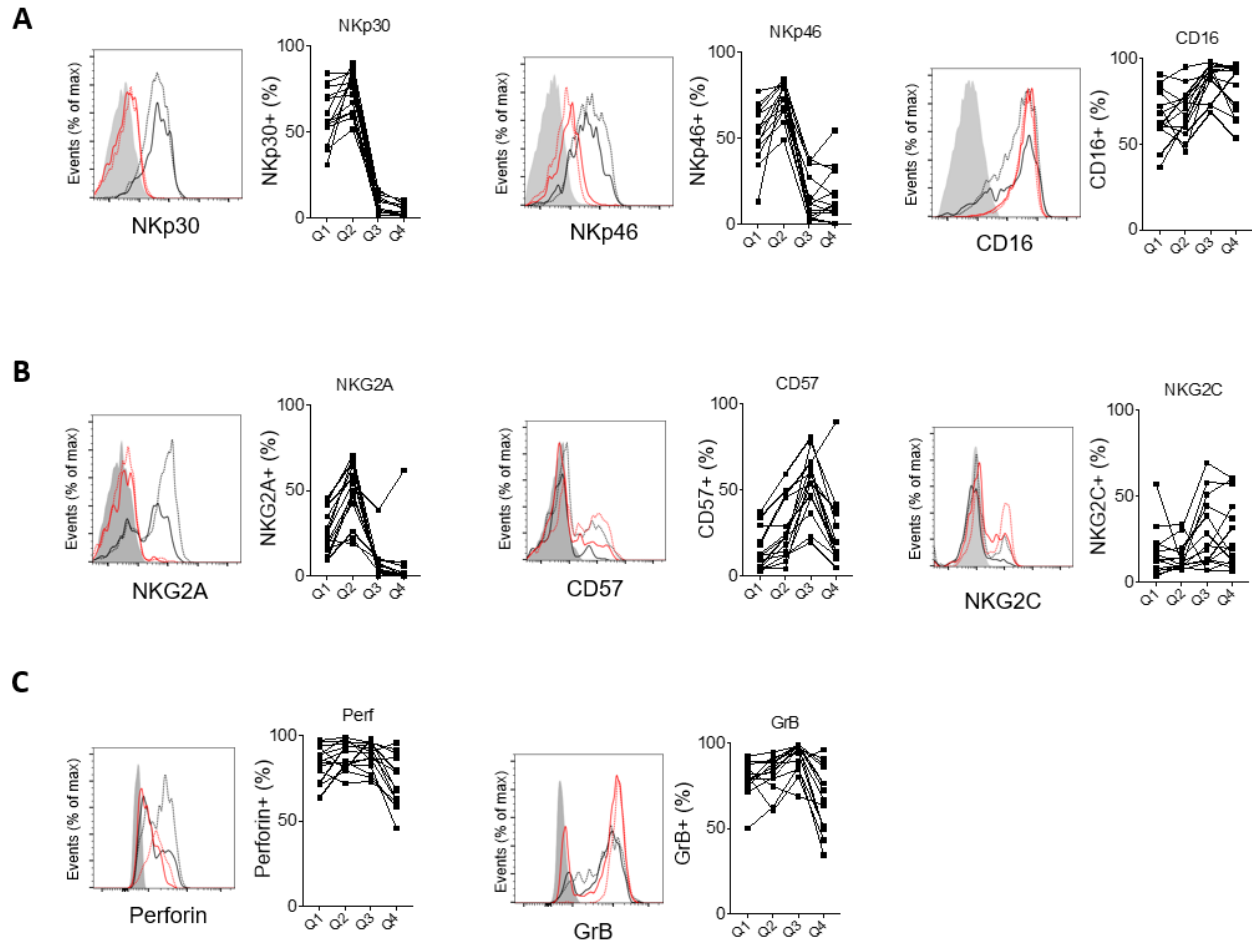 A
NKp30
Events (% of max)
NKp30
NKp30+ (%)
100
50
0
Q1 Q2 Q3 Q4
NKp46
Events (% of max)
NKp46
NKp46+ (%)
100
50
0
Q1 Q2 Q3 Q4
CD16
Events (% of max)
CD16
CD16+ (%)
100
50
0
Q1 Q2 Q3 Q4
B
NKG2A
Events (% of max)
NKG2A
NKG2A+ (%)
100
50
0
Q1 Q2 Q3 Q4
CD57
Events (% of max)
CD57
CD57+ (%)
100
50
0
Q1 Q2 Q3 Q4
NKG2C
Events (% of max)
NKG2C
NKG2C+ (%)
100
50
0
Q1 Q2 Q3 Q4
C
Perf
Events (% of max)
Perforin
Perforin+ (%)
100
50
0
Q1 Q2 Q3 Q4
GrB
Events (% of max)
GrB
GrB+ (%)
100
50
0
Q1 Q2 Q3 Q4